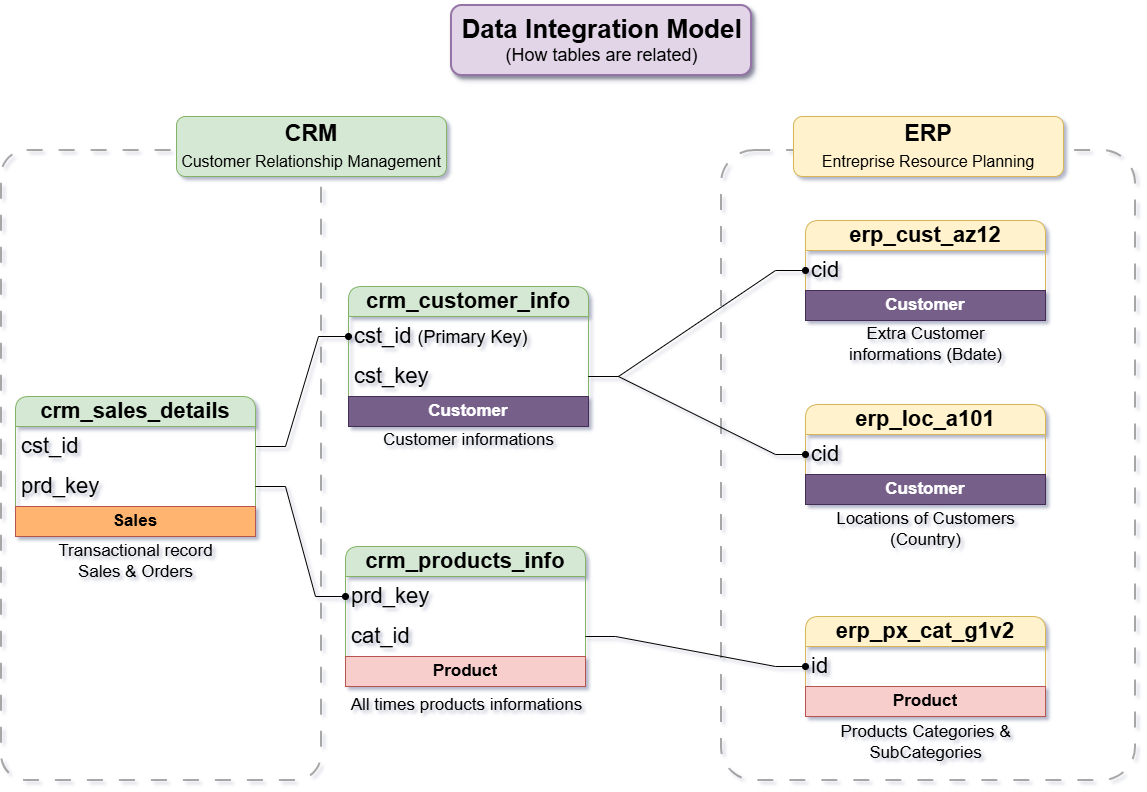 Data Integration Model
(How tables are related)
CRM
Customer Relationship Management
ERP
Entreprise Resource Planning
crm_sales_details
cst_id
prd_key
Sales
Transactional record
Sales & Orders
crm_customer_info
cst_id (Primary Key)
cst_key
Customer
Customer informations
crm_products_info
prd_key
cat_id
Product
All times products informations
erp_cust_az12
cid
Customer
Extra Customer
informations (Bdate)
erp_loc_a101
cid
Customer
Locations of Customers
(Country)
erp_px_cat_g1v2
id
Product
Products Categories &
SubCategories